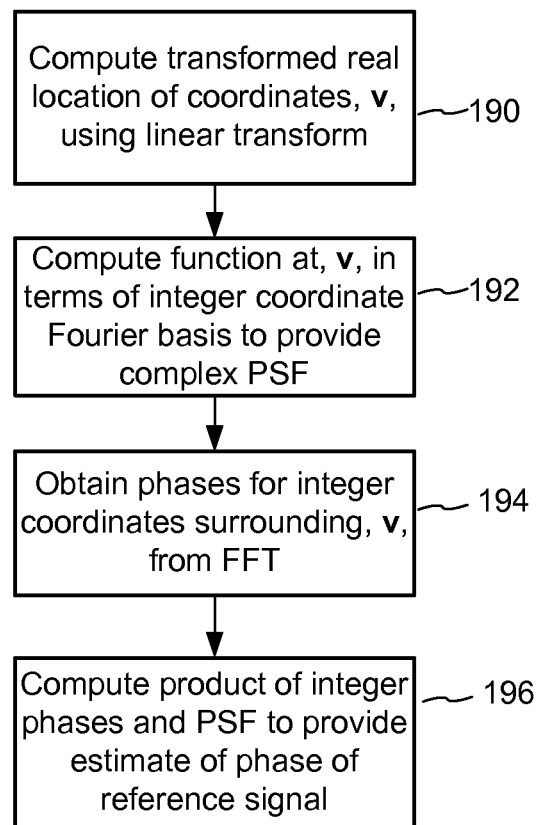 Compute transformed real
location of coordinates, v,
using linear transform
190
Compute function at, v, in
terms of integer coordinate
Fourier basis to provide
complex PSF
192
Obtain phases for integer
coordinates surrounding, v,
from FFT
194
Compute product of integer
phases and PSF to provide
estimate of phase of
reference signal
196